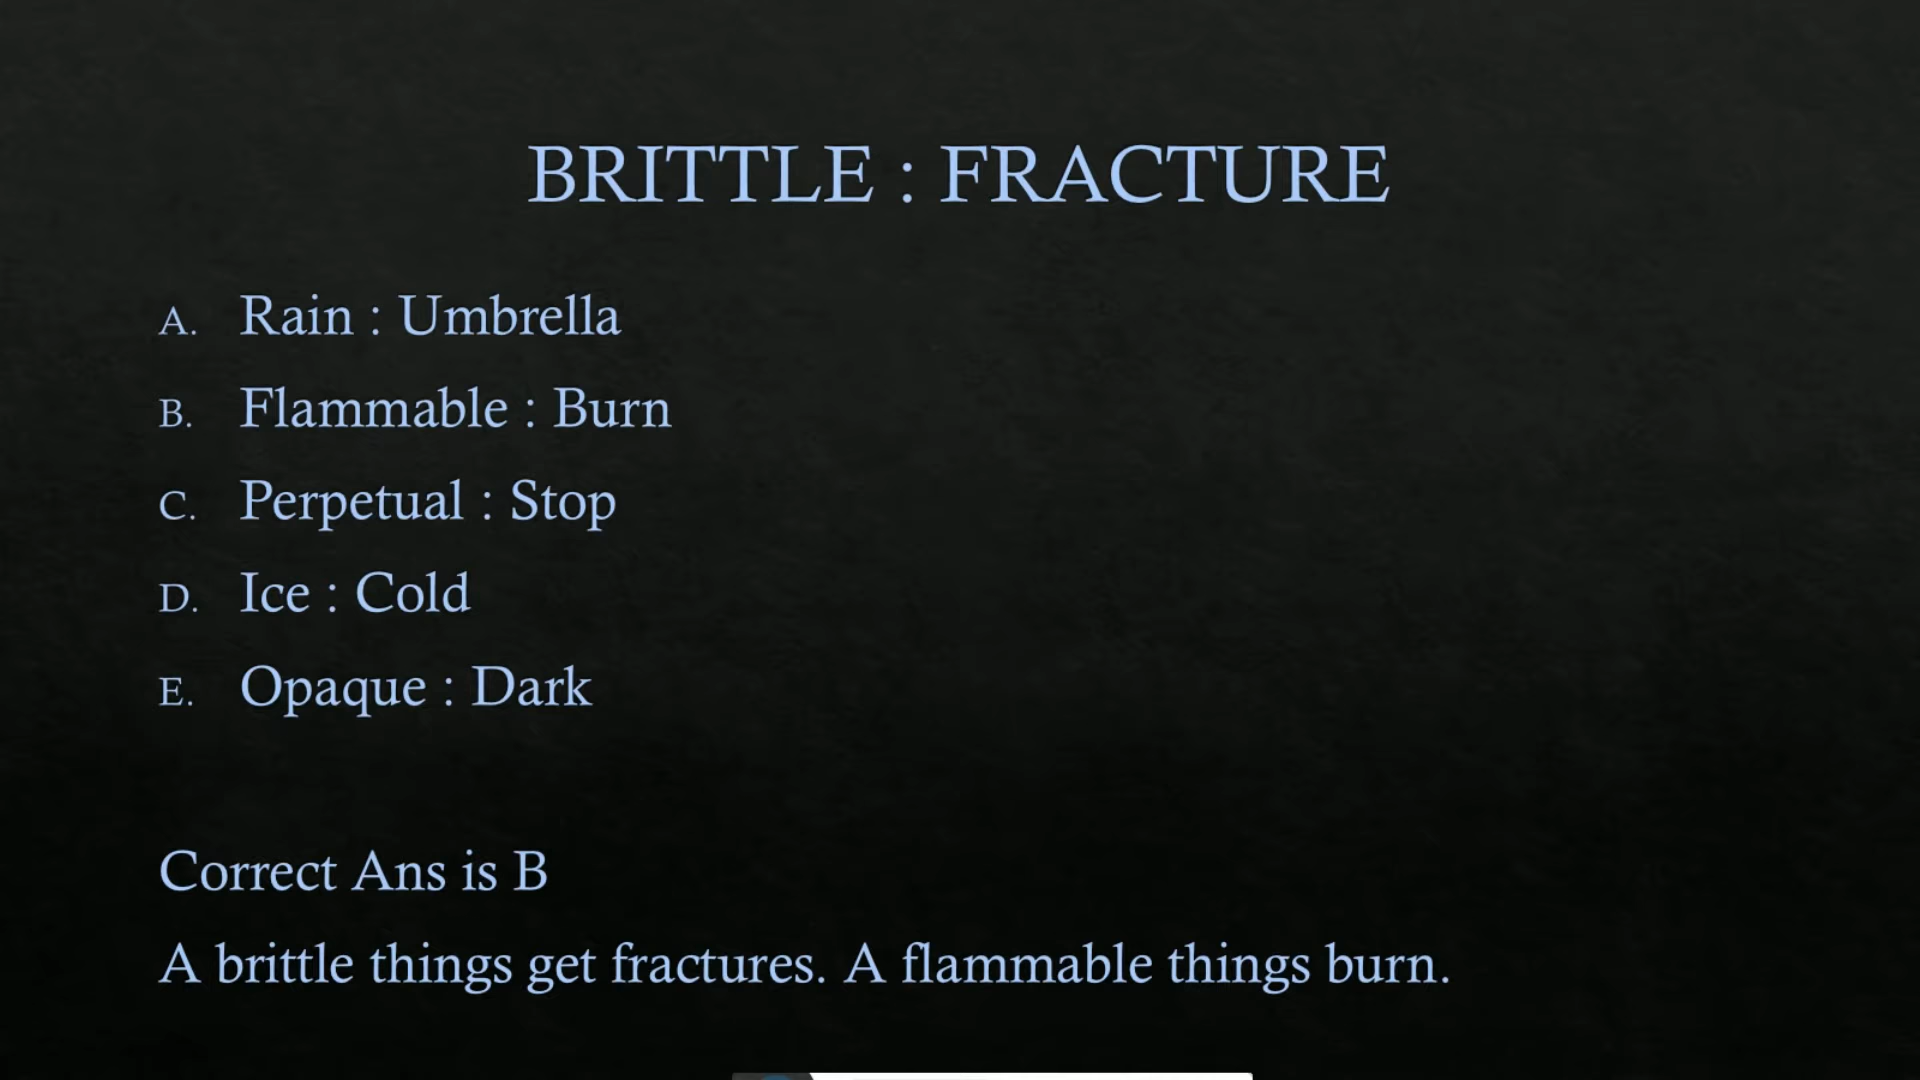 BRITTLE : FRACTURE
A. Rain : Umbrella
B. Flammable : Burn
C. Perpetual : Stop
D. Ice : Cold
E. Opaque : Dark
Correct Ans is B
A brittle things get fractures. A flammable things burn.